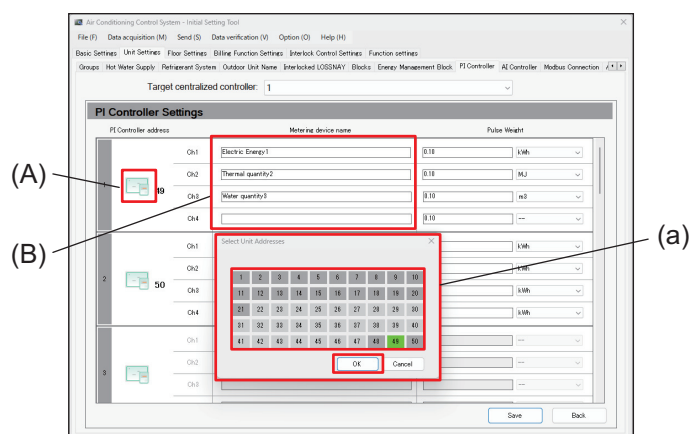 Air Conditioning Control System - Initial Setting Tool
File (F) Data acquisition (M) Send (S) Data verification (V) Option (O) Help (H)
Basic Settings Unit Settings Floor Settings Billing Function Settings Interlock Control Settings Function settings
Groups Hot Water Supply Refrigerant System Outdoor Unit Name Interlocked LOSSNAY Blocks Energy Management Block PI Controller AI Controller Modbus Connection
Target centralized controller: 1
PI Controller Settings
PI Controller address Metering device name Pulse Weight
Ch1 Electric Energy1 0.10 kWh
(A) Ch2 Thermal quantity2 0.10 MJ
1 49 Ch3 Water quantity3 0.10 m3
Ch4 0.10 --
(B) Ch1 Select Unit Addresses kWh (a)
Ch2 kWh
1 2 3 4 5 6 7 8 9 10
2 50 Ch3 11 12 13 14 15 16 17 18 19 20 kWh
Ch4 21 22 23 24 25 26 27 28 29 30 kWh
31 32 33 34 35 36 37 38 39 40
Ch1 41 42 43 44 45 46 47 48 49 50 --
Ch2 OK Cancel --
3 Ch3 --
Save Back